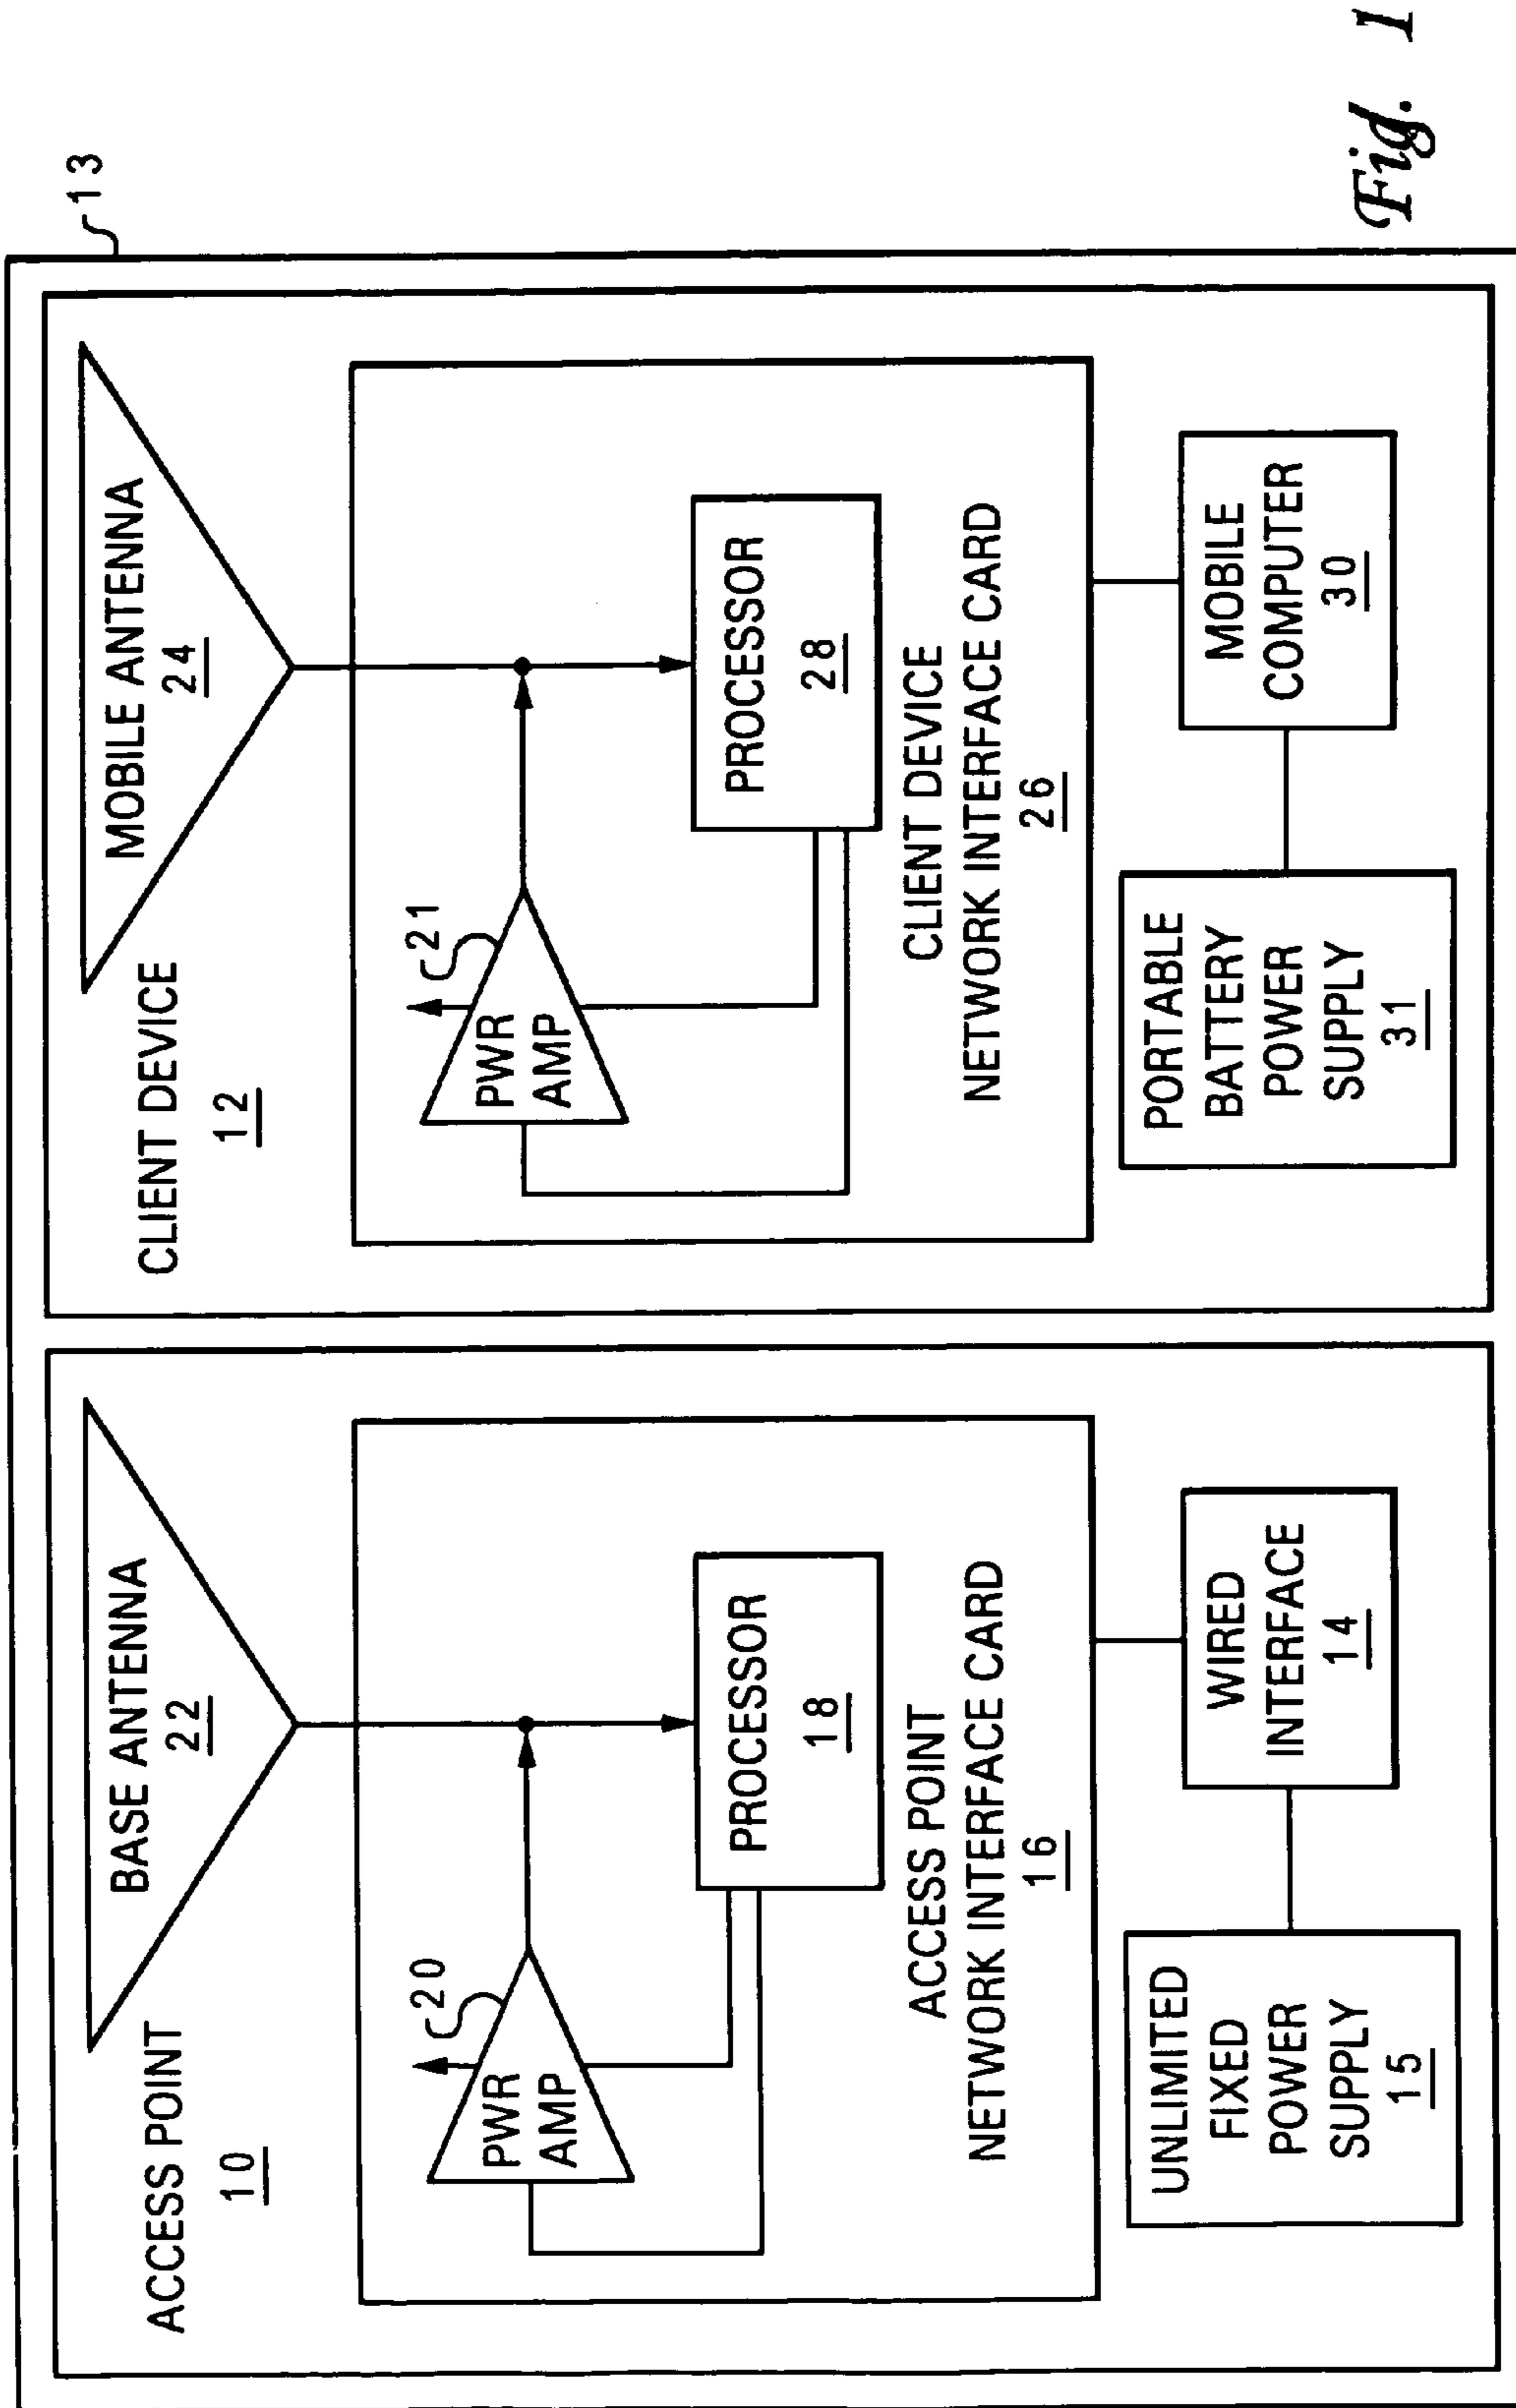 13
ACCESS POINT
10
BASE ANTENNA
22
PWR
AMP
20
PROCESSOR
18
ACCESS POINT
NETWORK INTERFACE CARD
16
UNLIMITED
FIXED
POWER
SUPPLY
15
WIRED
INTERFACE
14
CLIENT DEVICE
12
MOBILE ANTENNA
24
PWR
AMP
21
PROCESSOR
28
CLIENT DEVICE
NETWORK INTERFACE CARD
26
PORTABLE
BATTERY
POWER
SUPPLY
31
MOBILE
COMPUTER
30
Fig. 1